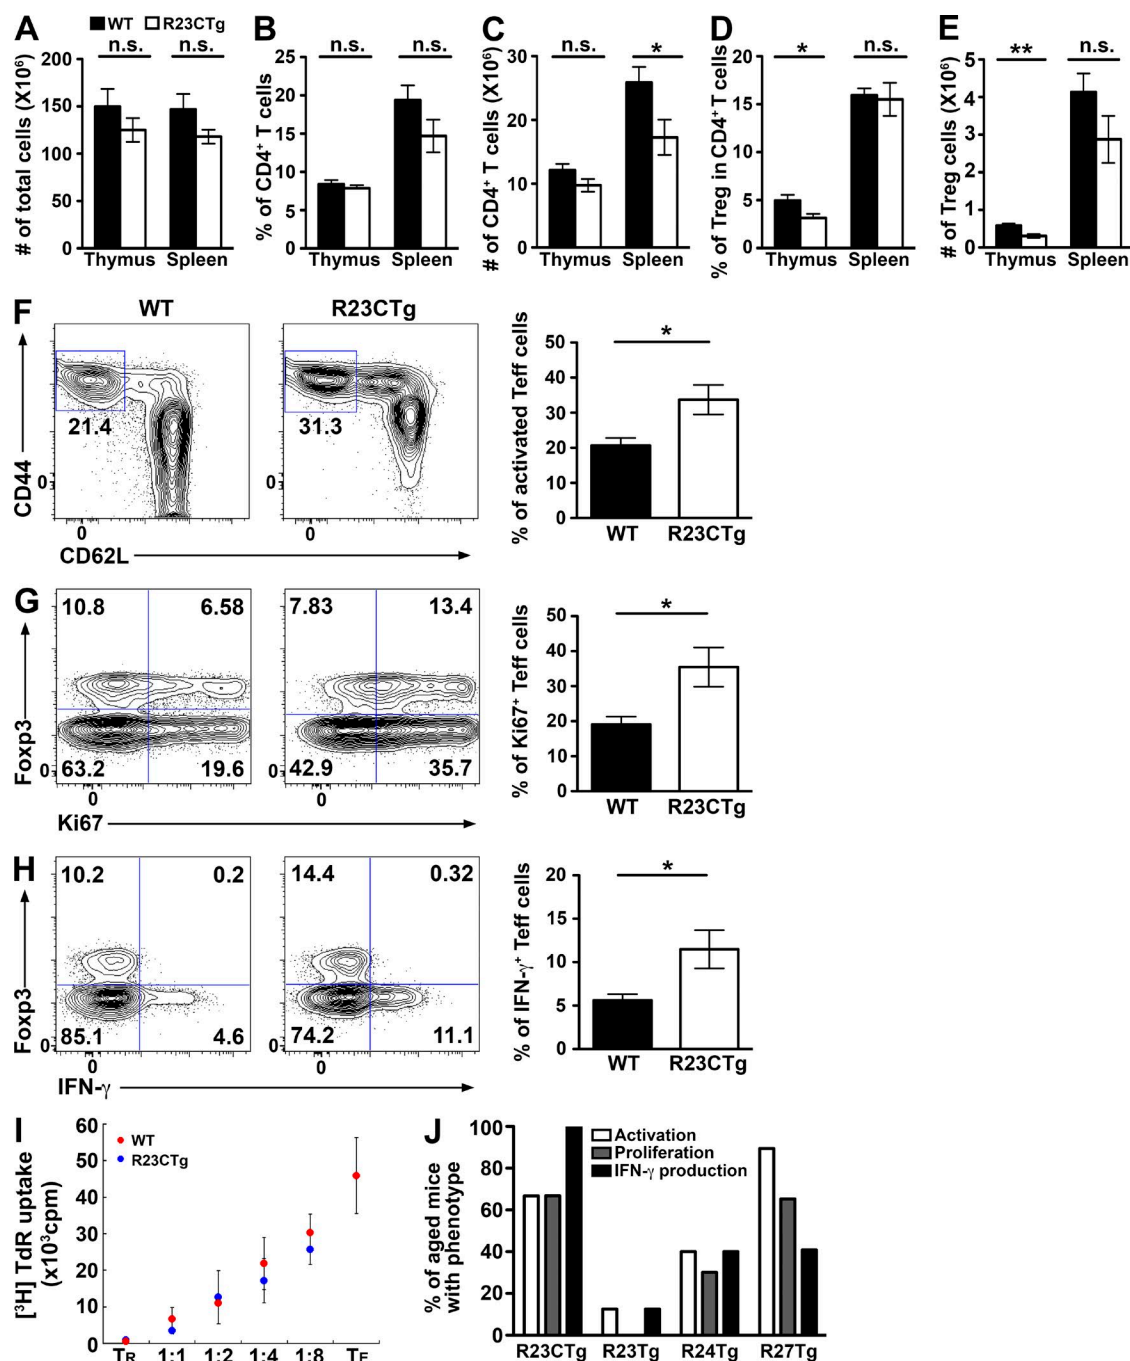 A
WT
R23CTg
n.s.
n.s.
# of total cells (X10⁶)
200
150
100
50
0
Thymus Spleen
B
n.s.
n.s.
% of CD4⁺ T cells
25
20
15
10
5
0
Thymus Spleen
C
n.s.
*
# of CD4⁺ T cells (X10⁶)
30
20
10
0
Thymus Spleen
D
*
n.s.
% of Treg in CD4⁺T cells
20
15
10
5
0
Thymus Spleen
E
**
n.s.
# of Treg cells (X10⁶)
5
4
3
2
1
0
Thymus Spleen
F
WT
R23CTg
CD44
21.4
31.3
0
0
0
0
CD62L
% of activated Teff cells
*
50
40
30
20
10
0
WT
R23CTg
G
10.8
6.58
7.83
13.4
Foxp3
63.2
19.6
42.9
35.7
0
0
0
0
Ki67
% of Ki67⁺ Teff cells
*
50
40
30
20
10
0
WT
R23CTg
H
10.2
0.2
14.4
0.32
Foxp3
85.1
4.6
74.2
11.1
0
0
0
0
IFN-γ
% of IFN-γ⁺ Teff cells
*
20
15
10
5
0
WT
R23CTg
I
WT
R23CTg
[³H] TdR uptake
(x10³cpm)
60
50
40
30
20
10
0
TR 1:1 1:2 1:4 1:8 TE
J
Activation
Proliferation
IFN-γ production
% of aged mice
with phenotype
100
80
60
40
20
0
R23CTg R23Tg R24Tg R27Tg